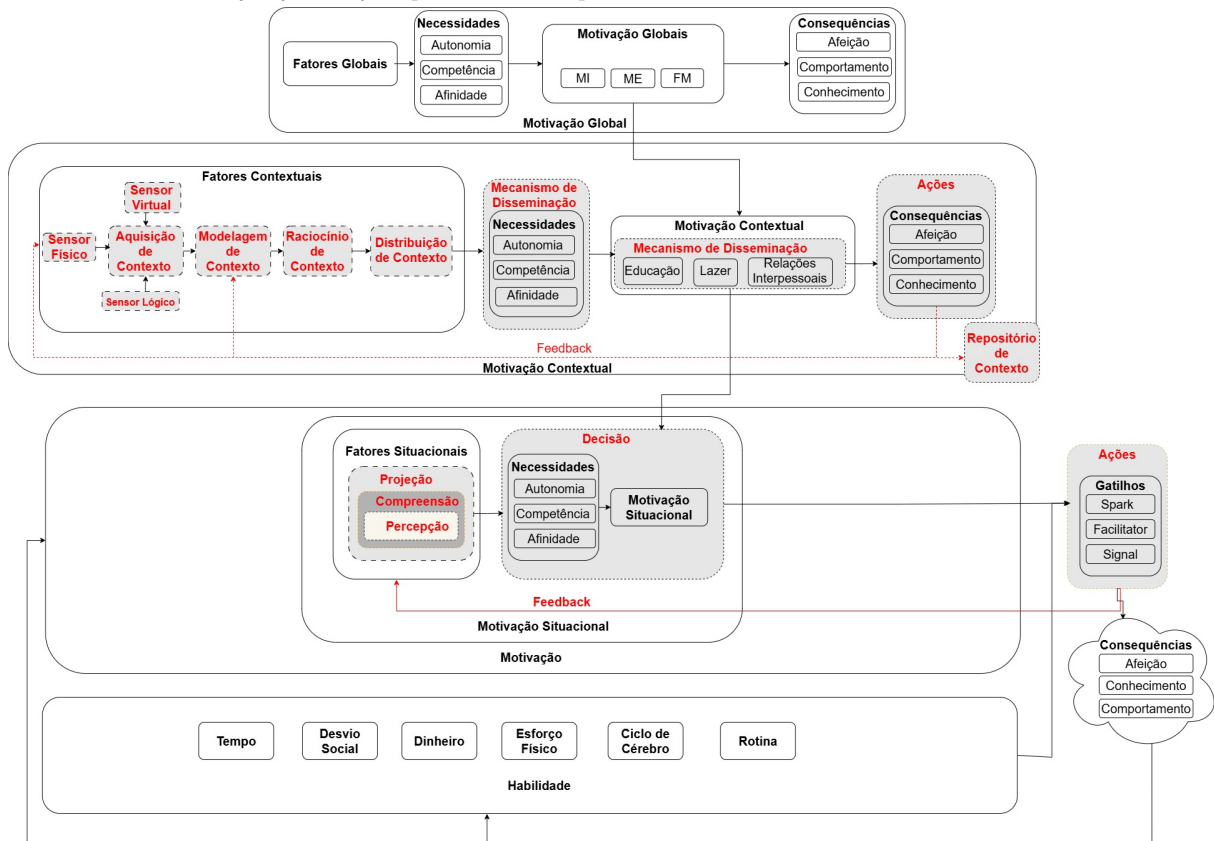 Necessidades
Autonomia
Competência
Afinidade
Fatores Globais
Motivação Globais
MI
ME
FM
Consequências
Afeição
Comportamento
Conhecimento
Motivação Global
Fatores Contextuais
Sensor
Virtual
Sensor
Físico
Aquisição
de
Contexto
Sensor Lógico
Modelagem
de
Contexto
Raciocínio
de
Contexto
Distribuição
de Contexto
Mecanismo de
Disseminação
Necessidades
Autonomia
Competência
Afinidade
Motivação Contextual
Mecanismo de Disseminação
Educação
Lazer
Relações
Interpessoais
Ações
Consequências
Afeição
Comportamento
Conhecimento
Feedback
Repositório
de
Contexto
Motivação Contextual
Fatores Situacionais
Projeção
Compreensão
Percepção
Decisão
Necessidades
Autonomia
Competência
Afinidade
Motivação
Situacional
Ações
Gatilhos
Spark
Facilitator
Signal
Feedback
Motivação Situacional
Motivação
Consequências
Afeição
Conhecimento
Comportamento
Tempo
Desvio
Social
Dinheiro
Esforço
Físico
Ciclo de
Cérebro
Rotina
Habilidade